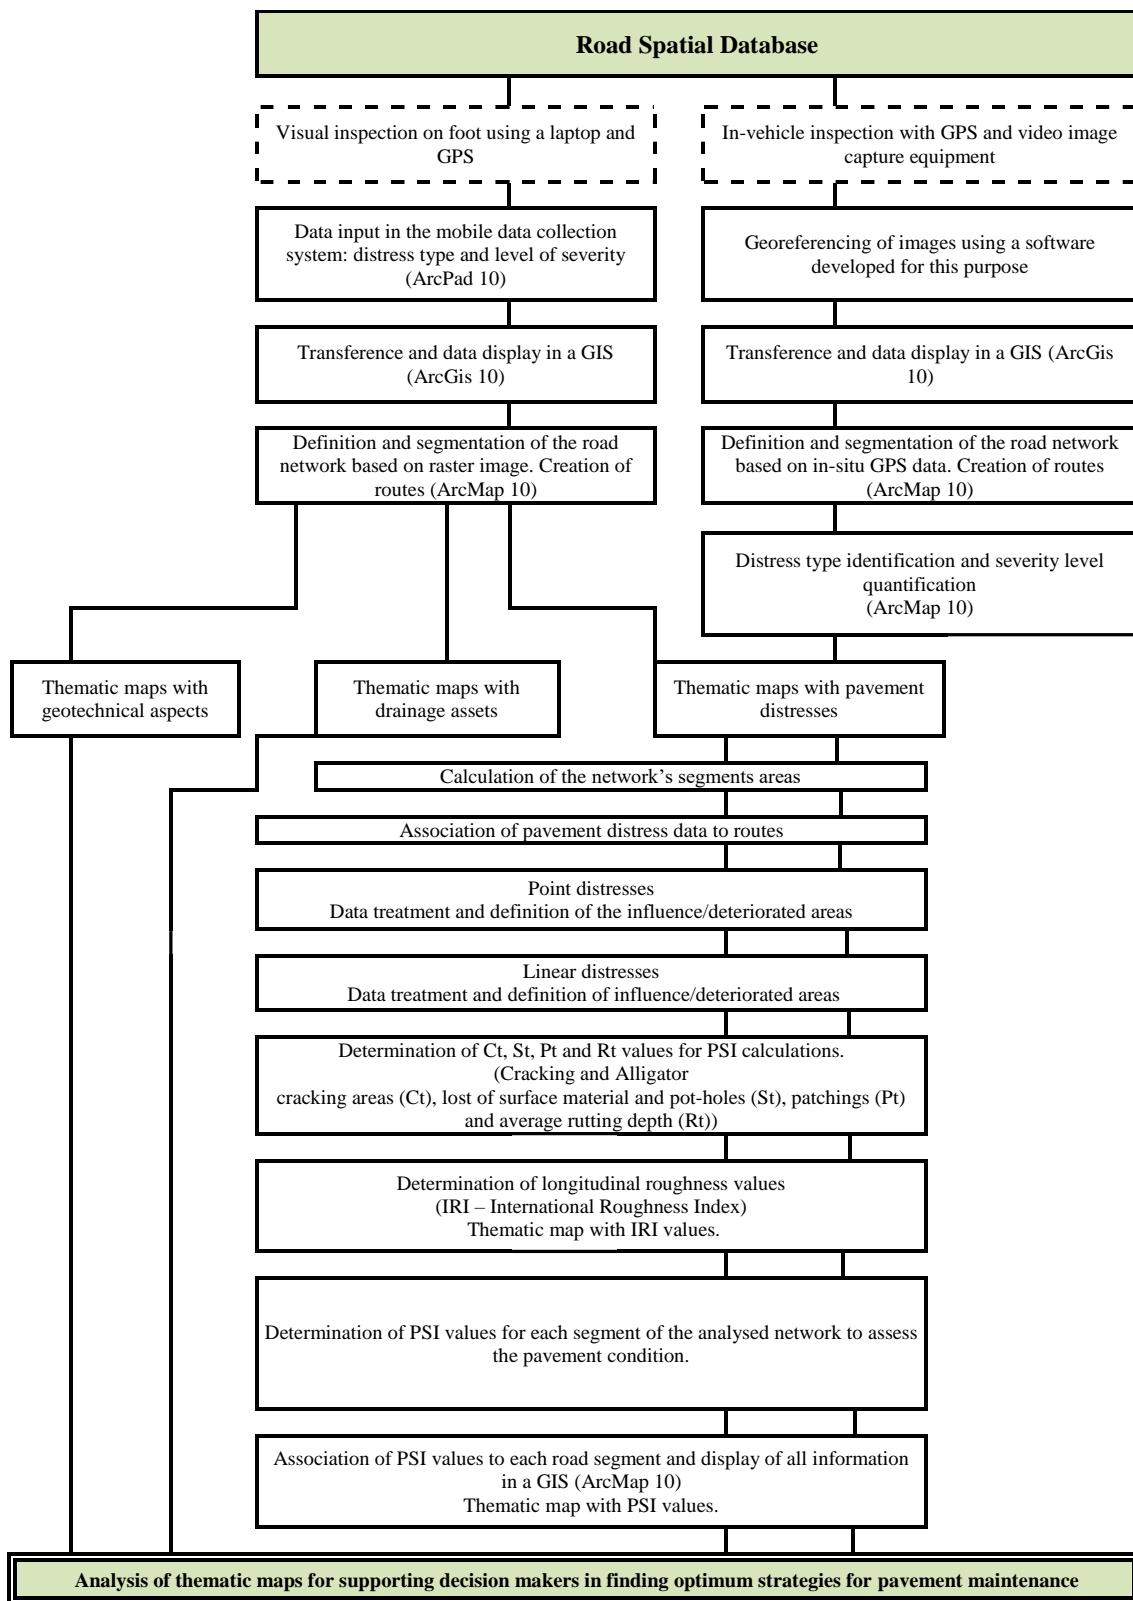 Road Spatial Database
Visual inspection on foot using a laptop and
GPS
In-vehicle inspection with GPS and video image
capture equipment
Data input in the mobile data collection
system: distress type and level of severity
(ArcPad 10)
Georeferencing of images using a software
developed for this purpose
Transference and data display in a GIS
(ArcGis 10)
Transference and data display in a GIS (ArcGis
10)
Definition and segmentation of the road
network based on raster image. Creation of
routes (ArcMap 10)
Definition and segmentation of the road network
based on in-situ GPS data. Creation of routes
(ArcMap 10)
Distress type identification and severity level
quantification
(ArcMap 10)
Thematic maps with
geotechnical aspects
Thematic maps with
drainage assets
Thematic maps with pavement
distresses
Calculation of the network’s segments areas
Association of pavement distress data to routes
Point distresses
Data treatment and definition of the influence/deteriorated areas
Linear distresses
Data treatment and definition of influence/deteriorated areas
Determination of Ct, St, Pt and Rt values for PSI calculations.
(Cracking and Alligator
cracking areas (Ct), lost of surface material and pot-holes (St), patchings (Pt)
and average rutting depth (Rt))
Determination of longitudinal roughness values
(IRI – International Roughness Index)
Thematic map with IRI values.
Determination of PSI values for each segment of the analysed network to assess
the pavement condition.
Association of PSI values to each road segment and display of all information
in a GIS (ArcMap 10)
Thematic map with PSI values.
Analysis of thematic maps for supporting decision makers in finding optimum strategies for pavement maintenance